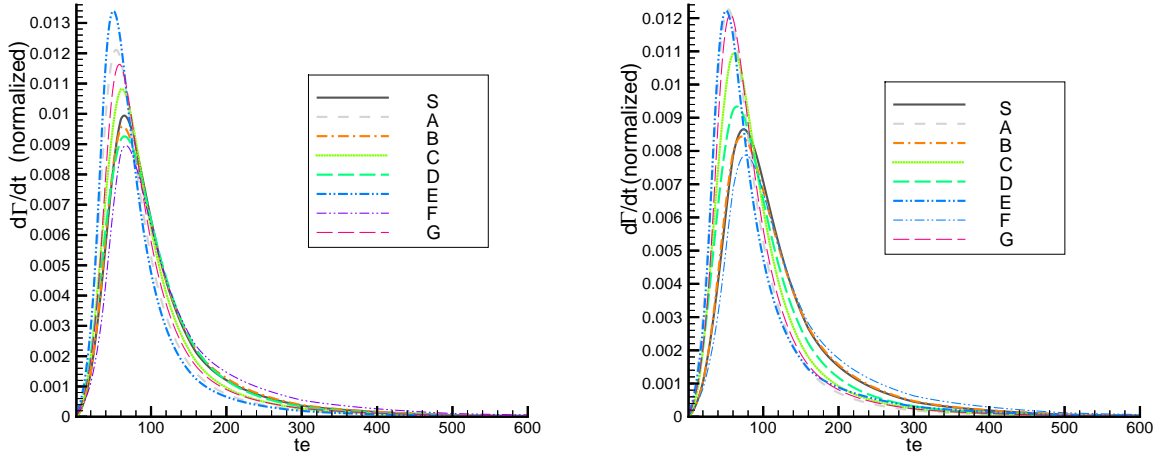 dΓ/dt (normalized)
0.013
0.012
0.011
0.01
0.009
0.008
0.007
0.006
0.005
0.004
0.003
0.002
0.001
0
100
200
300
400
500
600
te
S
A
B
C
D
E
F
G
dΓ/dt (normalized)
0.012
0.011
0.01
0.009
0.008
0.007
0.006
0.005
0.004
0.003
0.002
0.001
0
100
200
300
400
500
600
te
S
A
B
C
D
E
F
G